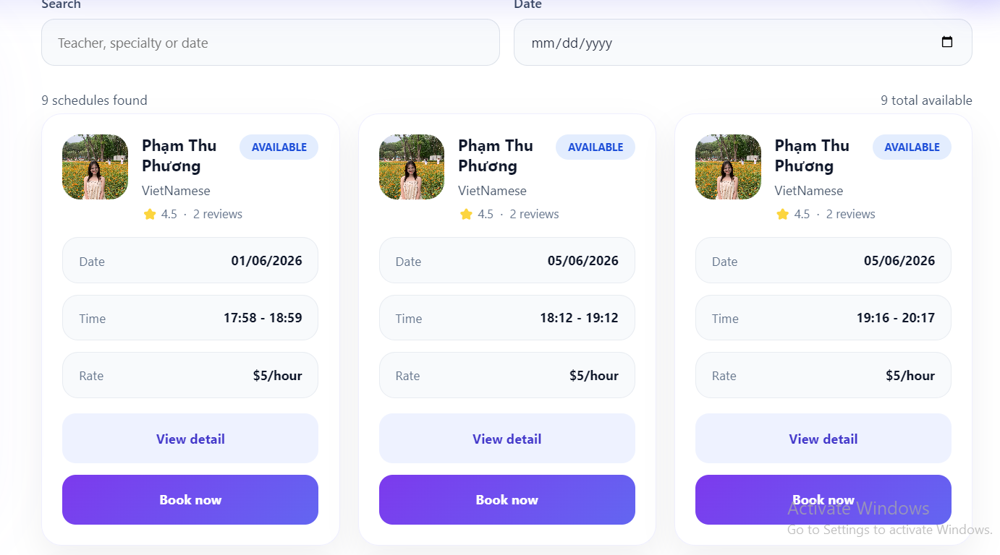 Search
Date
Teacher, specialty or date
mm/dd/yyyy
9 schedules found
9 total available
Phạm Thu
Phương
AVAILABLE
VietNamese
4.5 · 2 reviews
Date
01/06/2026
Time
17:58 - 18:59
Rate
$5/hour
View detail
Book now
Phạm Thu
Phương
AVAILABLE
VietNamese
4.5 · 2 reviews
Date
05/06/2026
Time
18:12 - 19:12
Rate
$5/hour
View detail
Book now
Phạm Thu
Phương
AVAILABLE
VietNamese
4.5 · 2 reviews
Date
05/06/2026
Time
19:16 - 20:17
Rate
$5/hour
View detail
Book now
Activate Windows
Go to Settings to activate Windows.